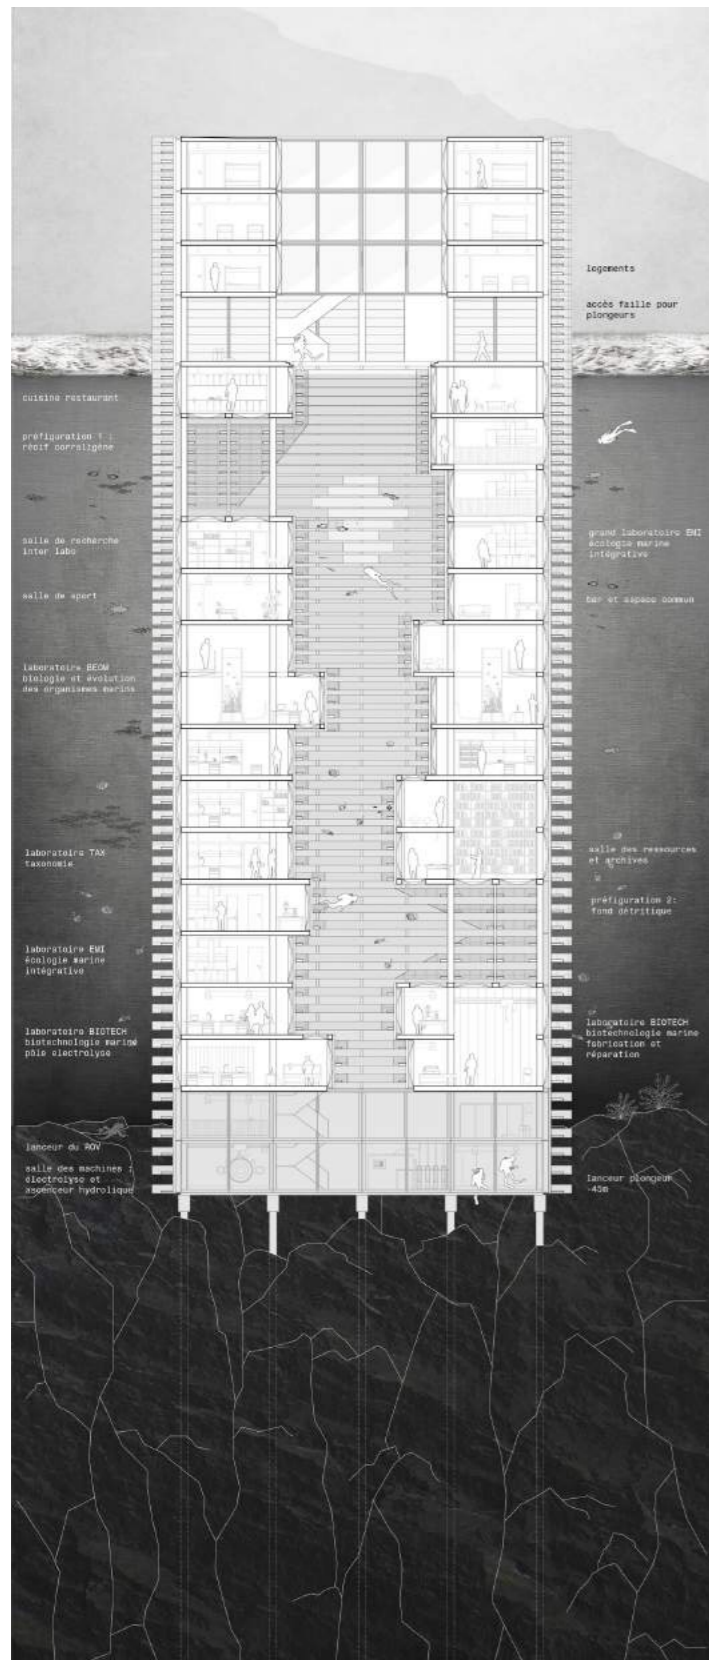 logements
accès faille pour
plongeurs
cuisine restaurant
préfiguration 1 :
récif corraligène
salle de recherche
inter labo
grand laboratoire EMI
écologie marine
intégrative
salle de sport
bar et espace commun
laboratoire BEOM
biologie et évolution
des organismes marins
laboratoire TAX
taxonomie
salle des ressources
et archives
préfiguration 2:
fond détritique
laboratoire EMI
écologie marine
intégrative
laboratoire BIOTECH
biotechnologie marine
pôle electrolyse
laboratoire BIOTECH
biotechnologie marine
fabrication et
réparation
lanceur du ROV
salle des machines :
électrolyse et
ascenceur hydrolique
lanceur plongeur
-45m